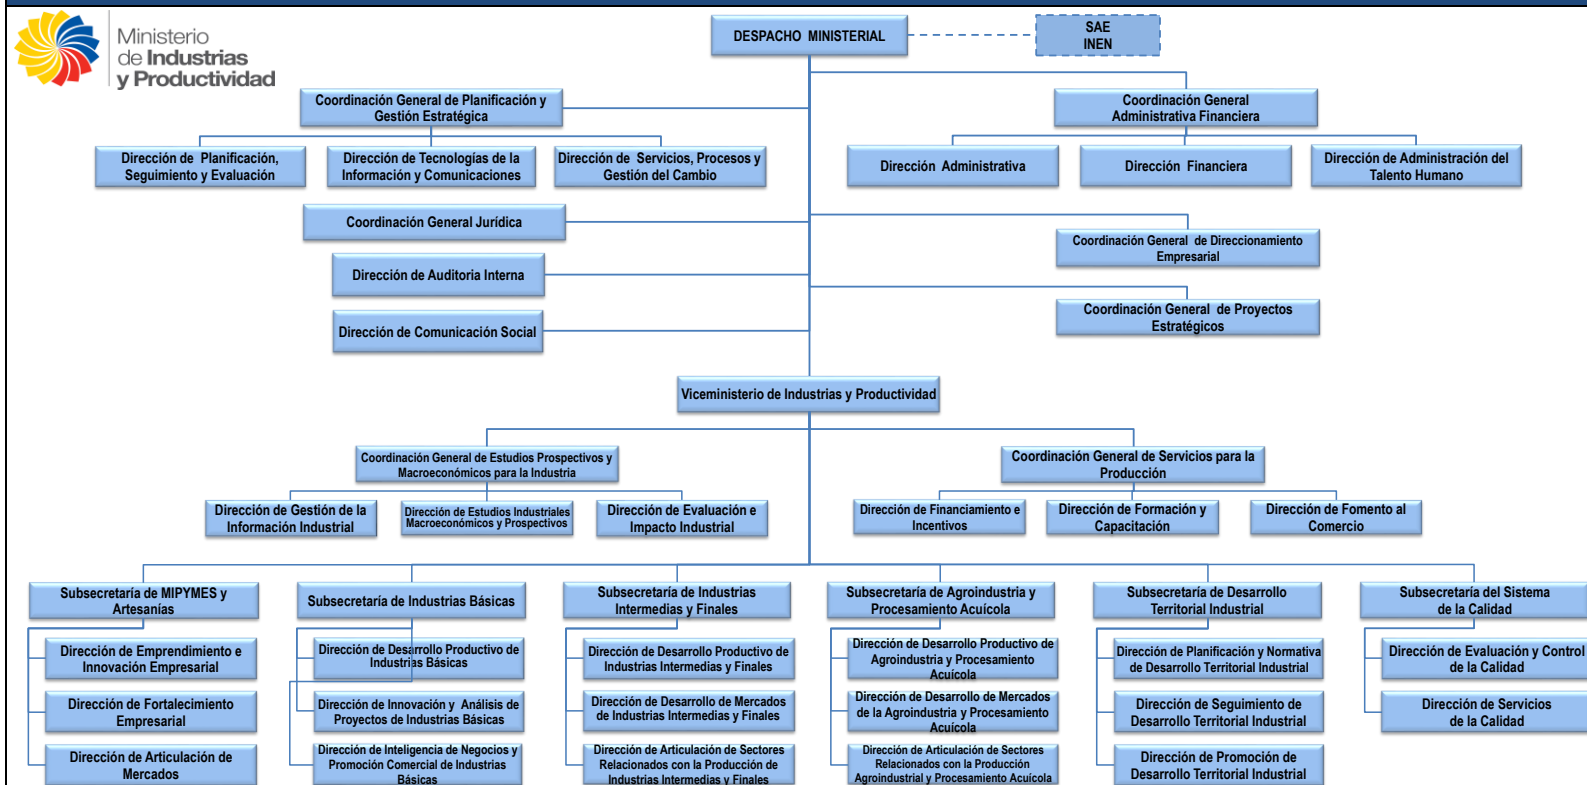 Ministerio
de Industrias
y Productividad
DESPACHO MINISTERIAL
SAE
INEN
Coordinación General de Planificación y
Gestión Estratégica
Coordinación General
Administrativa Financiera
Dirección de Planificación,
Seguimiento y Evaluación
Dirección de Tecnologías de la
Información y Comunicaciones
Dirección de Servicios, Procesos y
Gestión del Cambio
Dirección Administrativa
Dirección Financiera
Dirección de Administración del
Talento Humano
Coordinación General Jurídica
Coordinación General de Direccionamiento
Empresarial
Dirección de Auditoria Interna
Coordinación General de Proyectos
Estratégicos
Dirección de Comunicación Social
Viceministerio de Industrias y Productividad
Coordinación General de Estudios Prospectivos y
Macroeconómicos para la Industria
Coordinación General de Servicios para la
Producción
Dirección de Gestión de la
Información Industrial
Dirección de Estudios Industriales
Macroeconómicos y Prospectivos
Dirección de Evaluación e
Impacto Industrial
Dirección de Financiamiento e
Incentivos
Dirección de Formación y
Capacitación
Dirección de Fomento al
Comercio
Subsecretaría de MIPYMES y
Artesanías
Subsecretaría de Industrias Básicas
Subsecretaría de Industrias
Intermedias y Finales
Subsecretaría de Agroindustria y
Procesamiento Acuícola
Subsecretaría de Desarrollo
Territorial Industrial
Subsecretaría del Sistema
de la Calidad
Dirección de Emprendimiento e
Innovación Empresarial
Dirección de Desarrollo Productivo de
Industrias Básicas
Dirección de Desarrollo Productivo de
Industrias Intermedias y Finales
Dirección de Desarrollo Productivo de
Agroindustria y Procesamiento
Acuícola
Dirección de Planificación y Normativa
de Desarrollo Territorial Industrial
Dirección de Evaluación y Control
de la Calidad
Dirección de Fortalecimiento
Empresarial
Dirección de Innovación y Análisis de
Proyectos de Industrias Básicas
Dirección de Desarrollo de Mercados
de Industrias Intermedias y Finales
Dirección de Desarrollo de Mercados
de la Agroindustria y Procesamiento
Acuícola
Dirección de Seguimiento de
Desarrollo Territorial Industrial
Dirección de Servicios
de la Calidad
Dirección de Articulación de
Mercados
Dirección de Inteligencia de Negocios y
Promoción Comercial de Industrias
Básicas
Dirección de Articulación de Sectores
Relacionados con la Producción de
Industrias Intermedias y Finales
Dirección de Articulación de Sectores
Relacionados con la Producción
Agroindustrial y Procesamiento Acuícola
Dirección de Promoción de
Desarrollo Territorial Industrial